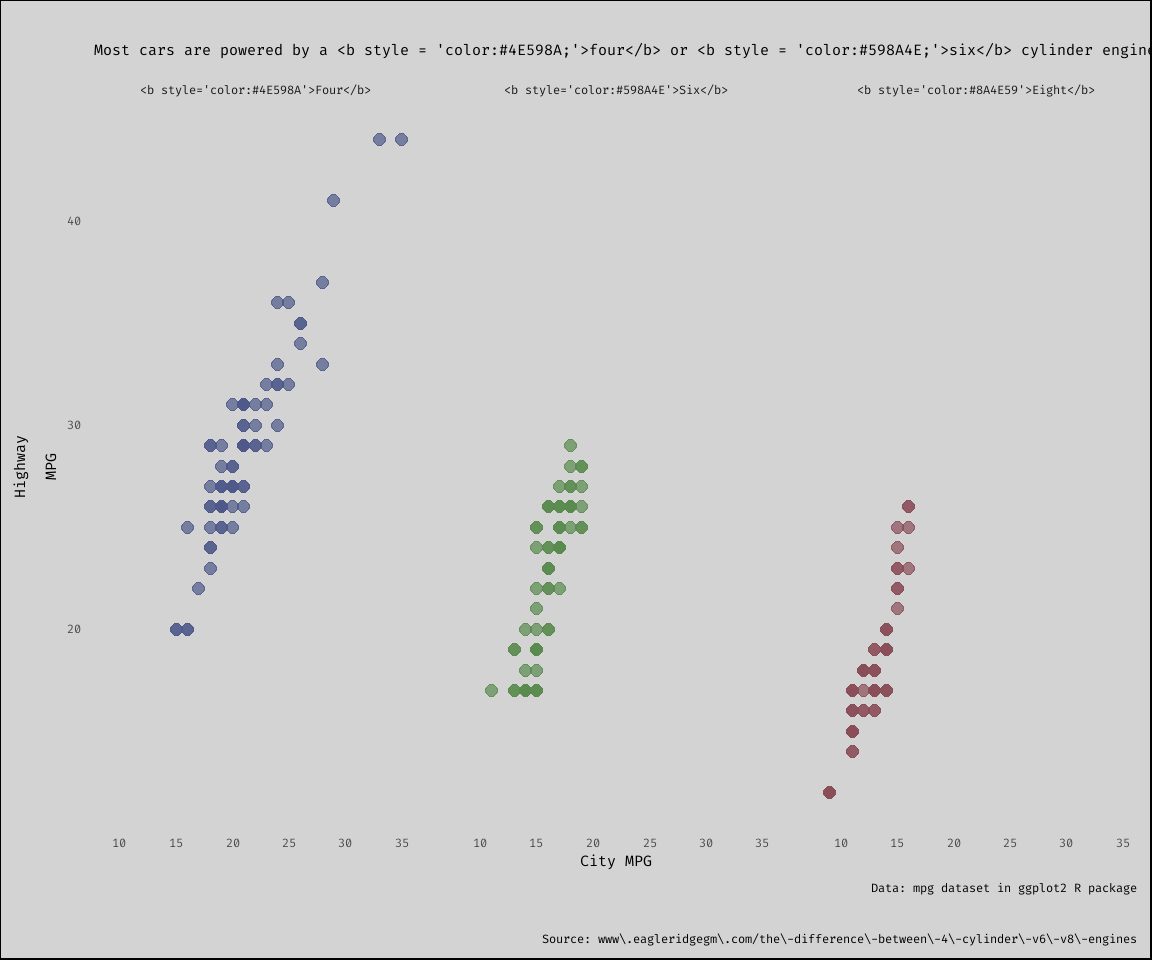 Most cars are powered by a <b style = 'color:#4E598A;'>four</b> or <b style = 'color:#598A4E;'>six</b> cylinder engine
<b style='color:#4E598A'>Four</b> <b style='color:#598A4E'>Six</b> <b style='color:#8A4E59'>Eight</b>
40
30
20
Highway
MPG
10 15 20 25 30 35 10 15 20 25 30 35 10 15 20 25 30 35
City MPG
Data: mpg dataset in ggplot2 R package
Source: www\.eagleridgegm\.com/the\-difference\-between\-4\-cylinder\-v6\-v8\-engines